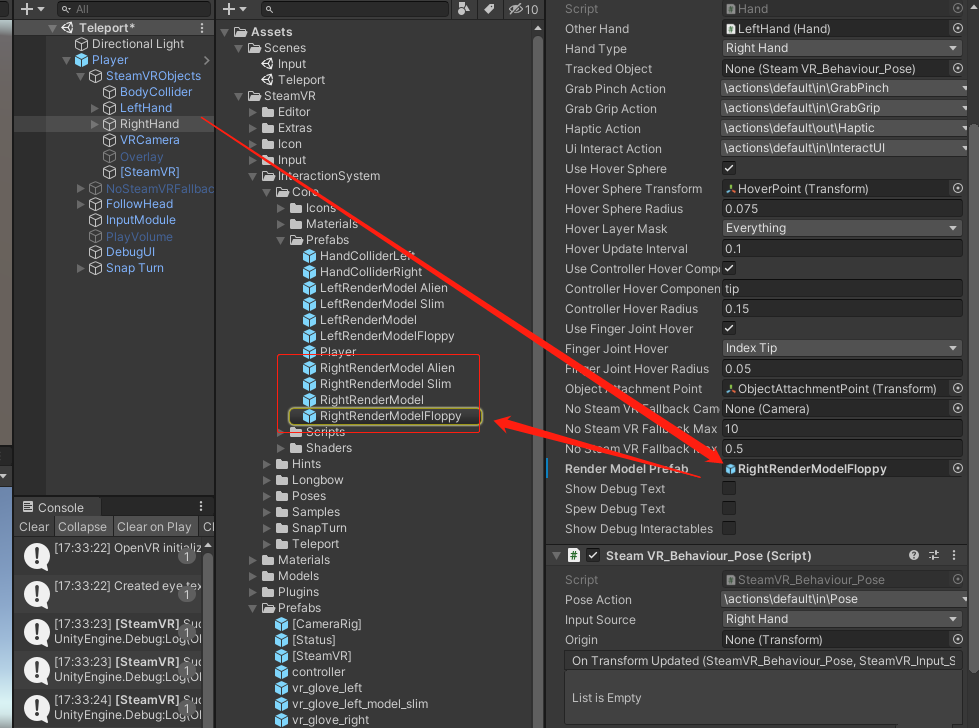 All
Teleport*
Directional Light
Player
SteamVRObjects
BodyCollider
LeftHand
RightHand
VRCamera
Overlay
[SteamVR]
NoSteamVRFallbac
FollowHead
InputModule
PlayVolume
DebugUI
Snap Turn
Console
Clear
Collapse
Clear on Play
[17:33:22] OpenVR initializ
1
[17:33:22] Created eye tex
1
[17:33:23] [SteamVR] Suc
UnityEngine.Debug:Log(Ob
1
[17:33:23] [SteamVR] Suc
UnityEngine.Debug:Log(Ob
1
[17:33:24] [SteamVR] Suc
UnityEngine.Debug:Log(Ob
1
10
Assets
Scenes
Input
Teleport
SteamVR
Editor
Extras
Icon
Input
InteractionSystem
Core
Icons
Materials
Prefabs
HandColliderLeft
HandColliderRight
LeftRenderModel Alien
LeftRenderModel Slim
LeftRenderModel
LeftRenderModelFloppy
Player
RightRenderModel Alien
RightRenderModel Slim
RightRenderModel
RightRenderModelFloppy
Scripts
Shaders
Hints
Longbow
Poses
Samples
SnapTurn
Teleport
Materials
Models
Plugins
Prefabs
[CameraRig]
[Status]
[SteamVR]
controller
vr_glove_left
vr_glove_left_model_slim
vr_glove_right
Script Hand
Other Hand LeftHand (Hand)
Hand Type Right Hand
Tracked Object None (Steam VR_Behaviour_Pose)
Grab Pinch Action \actions\default\in\GrabPinch
Grab Grip Action \actions\default\in\GrabGrip
Haptic Action \actions\default\out\Haptic
Ui Interact Action \actions\default\in\InteractUI
Use Hover Sphere
Hover Sphere Transform HoverPoint (Transform)
Hover Sphere Radius 0.075
Hover Layer Mask Everything
Hover Update Interval 0.1
Use Controller Hover Compo
Controller Hover Componen tip
Controller Hover Radius 0.15
Use Finger Joint Hover
Finger Joint Hover Index Tip
Finger Joint Hover Radius 0.05
Object Attachment Point ObjectAttachmentPoint (Transform)
No Steam VR Fallback Cam None (Camera)
No Steam VR Fallback Max 10
No Steam VR Fallback Max 0.5
Render Model Prefab RightRenderModelFloppy
Show Debug Text
Spew Debug Text
Show Debug Interactables
# Steam VR_Behaviour_Pose (Script)
Script SteamVR_Behaviour_Pose
Pose Action \actions\default\in\Pose
Input Source Right Hand
Origin None (Transform)
On Transform Updated (SteamVR_Behaviour_Pose, SteamVR_Input_S
List is Empty